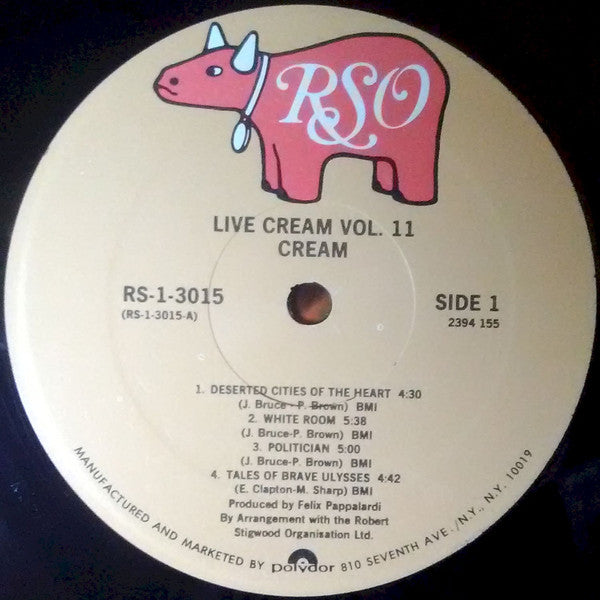 RSO
LIVE CREAM VOL. 11
CREAM
RS-1-3015
(RS-1-3015-A)
SIDE 1
2394 155
1. DESERTED CITIES OF THE HEART 4:30
(J. Bruce - P. Brown) BMI
2. WHITE ROOM 5:38
(J. Bruce-P. Brown) BMI
3. POLITICIAN 5:00
(J. Bruce-P. Brown) BMI
4. TALES OF BRAVE ULYSSES 4:42
(E. Clapton-M. Sharp) BMI
Produced by Felix Pappalardi
By Arrangement with the Robert
Stigwood Organisation Ltd.
MANUFACTURED AND MARKETED BY polydor 810 SEVENTH AVE./N.Y., N.Y. 10019